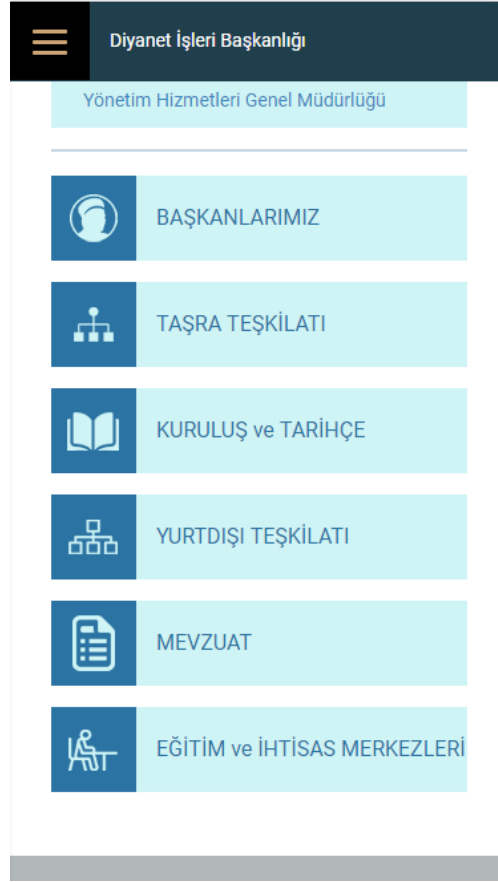 Diyanet İşleri Başkanlığı
Yönetim Hizmetleri Genel Müdürlüğü
BAŞKANLARIMIZ
TAŞRA TEŞKİLATI
KURULUŞ ve TARİHÇE
YURTDIŞI TEŞKİLATI
MEVZUAT
EĞİTİM ve İHTİSAS MERKEZLERİ